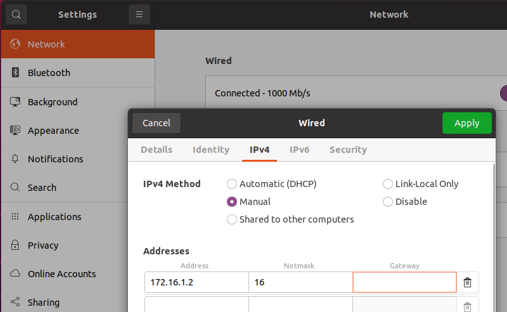 Settings
Network
Network
Bluetooth
Background
Appearance
Notifications
Search
Applications
Privacy
Online Accounts
Sharing
Wired
Connected - 1000 Mb/s
Cancel
Wired
Apply
Details Identity IPv4 IPv6 Security
IPv4 Method
Automatic (DHCP)
Link-Local Only
Manual
Disable
Shared to other computers
Addresses
Address Netmask Gateway
172.16.1.2 16